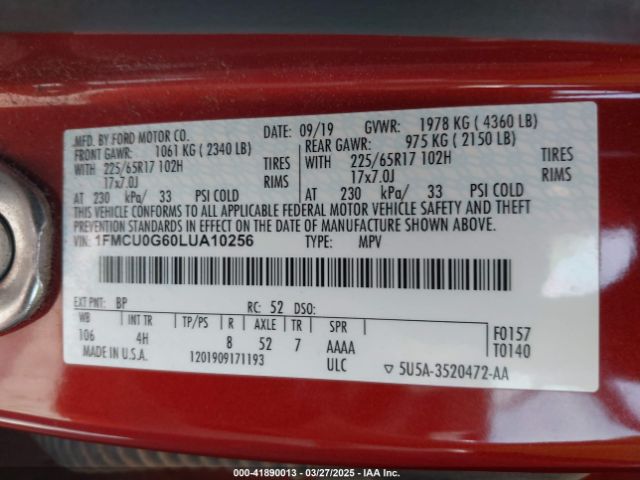 MFD. BY FORD MOTOR CO. DATE: 09/19 GVWR: 1978 KG ( 4360 LB)
FRONT GAWR: 1061 KG ( 2340 LB) REAR GAWR: 975 KG ( 2150 LB)
WITH 225/65R17 102H TIRES WITH 225/65R17 102H TIRES
17x7.0J RIMS 17x7.0J RIMS
AT 230 kPa/ 33 PSI COLD AT 230 kPa/ 33 PSI COLD
THIS VEHICLE CONFORMS TO ALL APPLICABLE FEDERAL MOTOR VEHICLE SAFETY AND THEFT
PREVENTION STANDARDS IN EFFECT ON THE DATE OF MANUFACTURE SHOWN ABOVE.
VIN: 1FMCU0G60LUA10256 TYPE: MPV
EXT PNT: BP RC: 52 DSO:
WB INT TR TP/PS R AXLE TR SPR F0157
106 4H 8 52 7 AAAA T0140
MADE IN U.S.A. 1201909171193 ULC 5U5A-3520472-AA
000-41890013 - 03/27/2025 - IAA Inc.